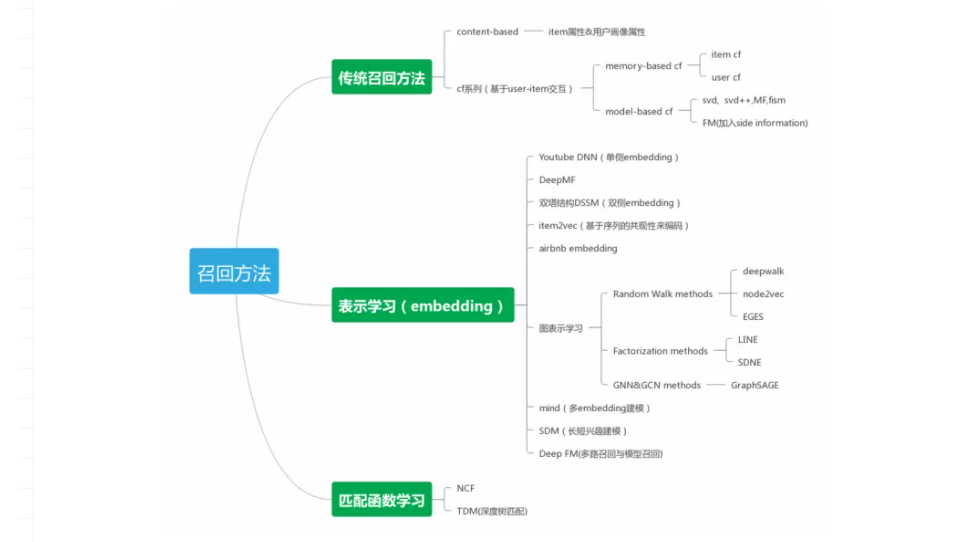 content-based
item属性&用户画像属性
传统召回方法
memory-based cf
item cf
user cf
cf系列（基于user-item交互）
model-based cf
svd, svd++,MF,fism
FM(加入side information)
Youtube DNN（单侧embedding）
DeepMF
双塔结构DSSM（双侧embedding）
item2vec（基于序列的共现性来编码）
airbnb embedding
召回方法
表示学习（embedding）
图表示学习
Random Walk methods
deepwalk
node2vec
EGES
Factorization methods
LINE
SDNE
GNN&GCN methods
GraphSAGE
mind（多embedding建模）
SDM（长短兴趣建模）
Deep FM(多路召回与模型召回)
匹配函数学习
NCF
TDM(深度树匹配)